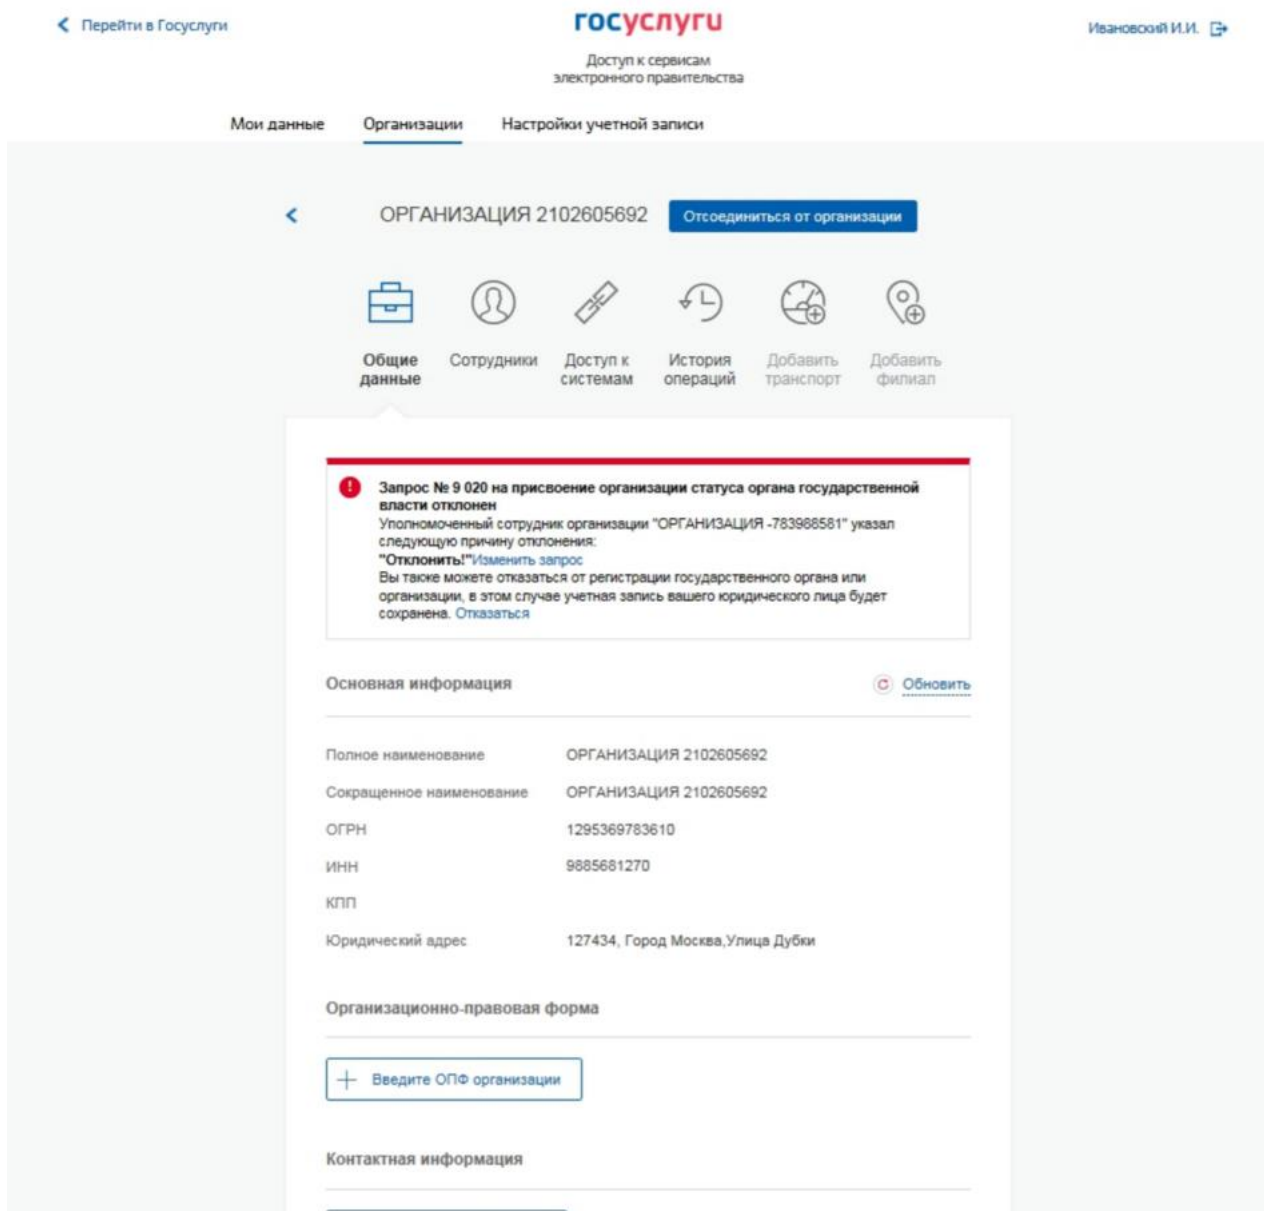 Перейти в Госуслуги
госуслуги
Ивановский И.И.
Доступ к сервисам
электронного правительства
Мои данные
Организации
Настройки учетной записи
ОРГАНИЗАЦИЯ 2102605692
Отсоединиться от организации
Общие
данные
Сотрудники
Доступ к
системам
История
операций
Добавить
транспорт
Добавить
филиал
Запрос № 9 020 на присвоение организации статуса органа государственной
власти отклонен
Уполномоченный сотрудник организации "ОРГАНИЗАЦИЯ -783988581" указал
следующую причину отклонения:
"Отклонить!"Изменить запрос
Вы также можете отказаться от регистрации государственного органа или
организации, в этом случае учетная запись вашего юридического лица будет
сохранена. Отказаться
Основная информация
Обновить
Полное наименование ОРГАНИЗАЦИЯ 2102605692
Сокращенное наименование ОРГАНИЗАЦИЯ 2102605692
ОГРН 1295369783610
ИНН 9885681270
КПП
Юридический адрес 127434, Город Москва,Улица Дубки
Организационно-правовая форма
Введите ОПФ организации
Контактная информация